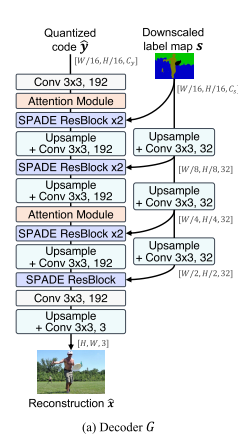 Quantized
code ŷ
Downscaled
label map s
[W/16, H/16, C_y]
Conv 3x3, 192
Attention Module
[W/16, H/16, C_s]
SPADE ResBlock x2
Upsample
+ Conv 3x3, 192
Upsample
+ Conv 3x3, 32
[W/8, H/8, 32]
SPADE ResBlock x2
Upsample
+ Conv 3x3, 192
Upsample
+ Conv 3x3, 32
Attention Module
[W/4, H/4, 32]
SPADE ResBlock x2
Upsample
+ Conv 3x3, 192
Upsample
+ Conv 3x3, 32
[W/2, H/2, 32]
SPADE ResBlock
Conv 3x3, 192
Upsample
+ Conv 3x3, 3
[H, W, 3]
Reconstruction x̂
(a) Decoder G